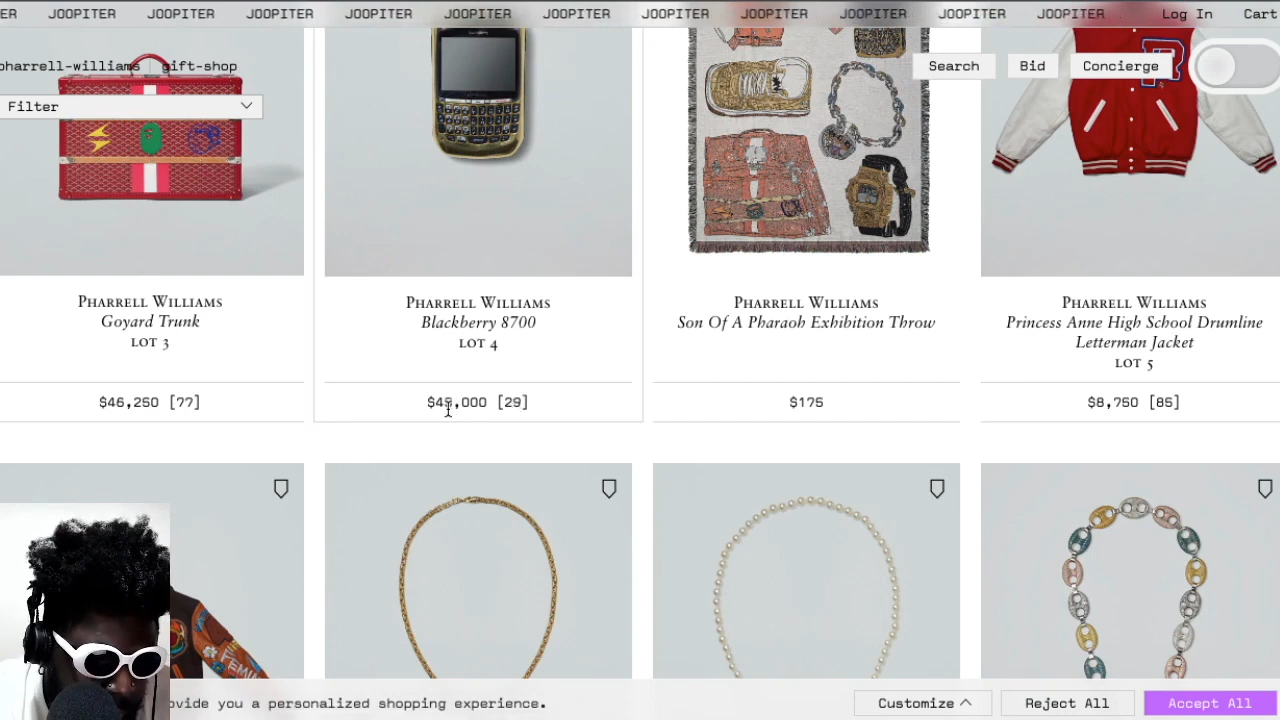 JOOPITER JOOPITER JOOPITER JOOPITER JOOPITER JOOPITER JOOPITER JOOPITER JOOPITER JOOPITER Log In Cart
pharrell-williams gift-shop
Search Bid Concierge
Filter
PHARRELL WILLIAMS
Goyard Trunk
LOT 3
$46,250 [77]
PHARRELL WILLIAMS
Blackberry 8700
LOT 4
[29]
PHARRELL WILLIAMS
Son Of A Pharaoh Exhibition Throw
$175
PHARRELL WILLIAMS
Princess Anne High School Drumline
Letterman Jacket
LOT 5
$8,750 [85]
provide you a personalized shopping experience.
Customize Reject All Accept All